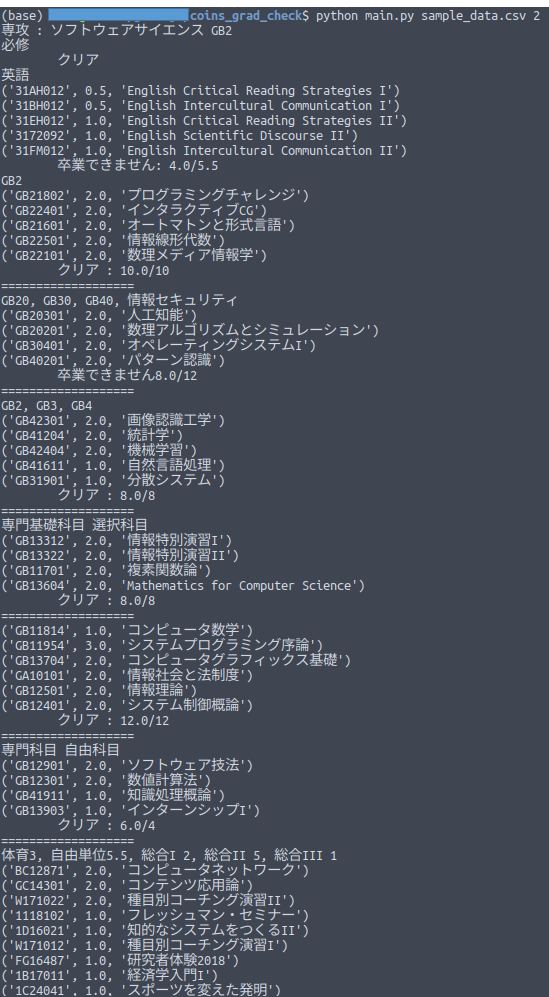 (base) coins_grad_check$ python main.py sample_data.csv 2
専攻 : ソフトウェアサイエンス GB2
必修
クリア
英語
('31AH012', 0.5, 'English Critical Reading Strategies I')
('31BH012', 0.5, 'English Intercultural Communication I')
('31EH012', 1.0, 'English Critical Reading Strategies II')
('3172092', 1.0, 'English Scientific Discourse II')
('31FM012', 1.0, 'English Intercultural Communication II')
卒業できません: 4.0/5.5
GB2
('GB21802', 2.0, 'プログラミングチャレンジ')
('GB22401', 2.0, 'インタラクティブCG')
('GB21601', 2.0, 'オートマトンと形式言語')
('GB22501', 2.0, '情報線形代数')
('GB22101', 2.0, '数理メディア情報学')
クリア : 10.0/10
===================
GB20, GB30, GB40, 情報セキュリティ
('GB20301', 2.0, '人工知能')
('GB20201', 2.0, '数理アルゴリズムとシミュレーション')
('GB30401', 2.0, 'オペレーティングシステムI')
('GB40201', 2.0, 'パターン認識')
卒業できません8.0/12
===================
GB2, GB3, GB4
('GB42301', 2.0, '画像認識工学')
('GB41204', 2.0, '統計学')
('GB42404', 2.0, '機械学習')
('GB41611', 1.0, '自然言語処理')
('GB31901', 1.0, '分散システム')
クリア : 8.0/8
===================
専門基礎科目 選択科目
('GB13312', 2.0, '情報特別演習I')
('GB13322', 2.0, '情報特別演習II')
('GB11701', 2.0, '複素関数論')
('GB13604', 2.0, 'Mathematics for Computer Science')
クリア : 8.0/8
===================
('GB11814', 1.0, 'コンピュータ数学')
('GB11954', 3.0, 'システムプログラミング序論')
('GB13704', 2.0, 'コンピュータグラフィックス基礎')
('GA10101', 2.0, '情報社会と法制度')
('GB12501', 2.0, '情報理論')
('GB12401', 2.0, 'システム制御概論')
クリア : 12.0/12
===================
専門科目 自由科目
('GB12901', 2.0, 'ソフトウェア技法')
('GB12301', 2.0, '数値計算法')
('GB41911', 1.0, '知識処理概論')
('GB13903', 1.0, 'インターンシップI')
クリア : 6.0/4
===================
体育3, 自由単位5.5, 総合I 2, 総合II 5, 総合III 1
('BC12871', 2.0, 'コンピュータネットワーク')
('GC14301', 2.0, 'コンテンツ応用論')
('W171022', 2.0, '種目別コーチング演習II')
('1118102', 1.0, 'フレッシュマン・セミナー')
('1D16021', 1.0, '知的なシステムをつくるII')
('W171012', 1.0, '種目別コーチング演習I')
('FG16487', 1.0, '研究者体験2018')
('1B17011', 1.0, '経済学入門I')
('1C24041', 1.0, 'スポーツを変えた発明')